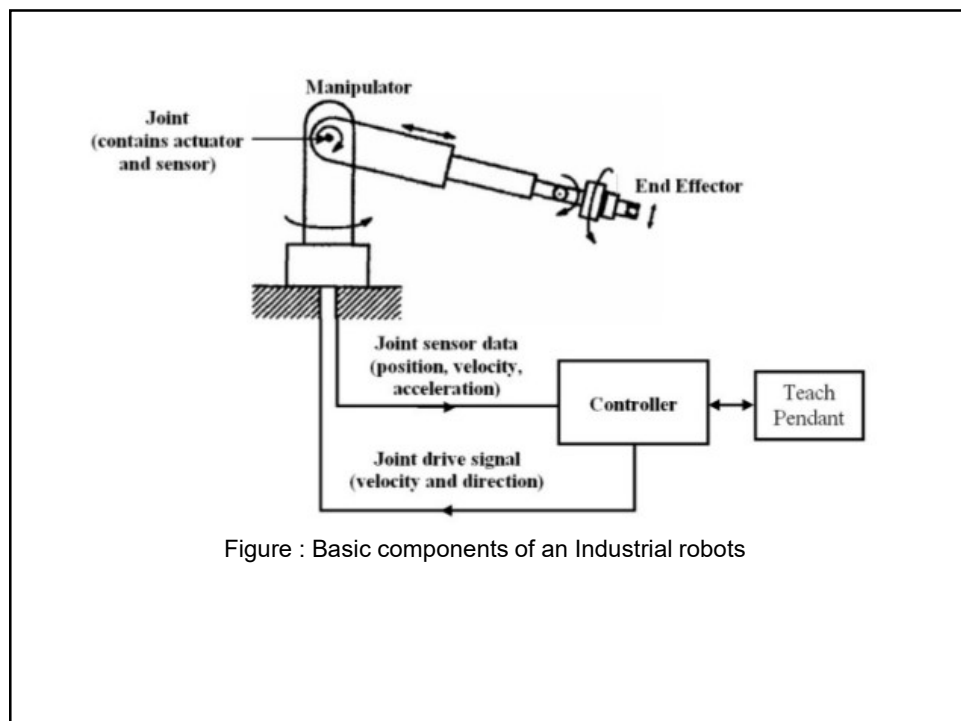 Manipulator
Joint
(contains actuator
and sensor)
End Effector
Joint sensor data
(position, velocity,
acceleration)
Controller
Teach
Pendant
Joint drive signal
(velocity and direction)
Figure : Basic components of an Industrial robots